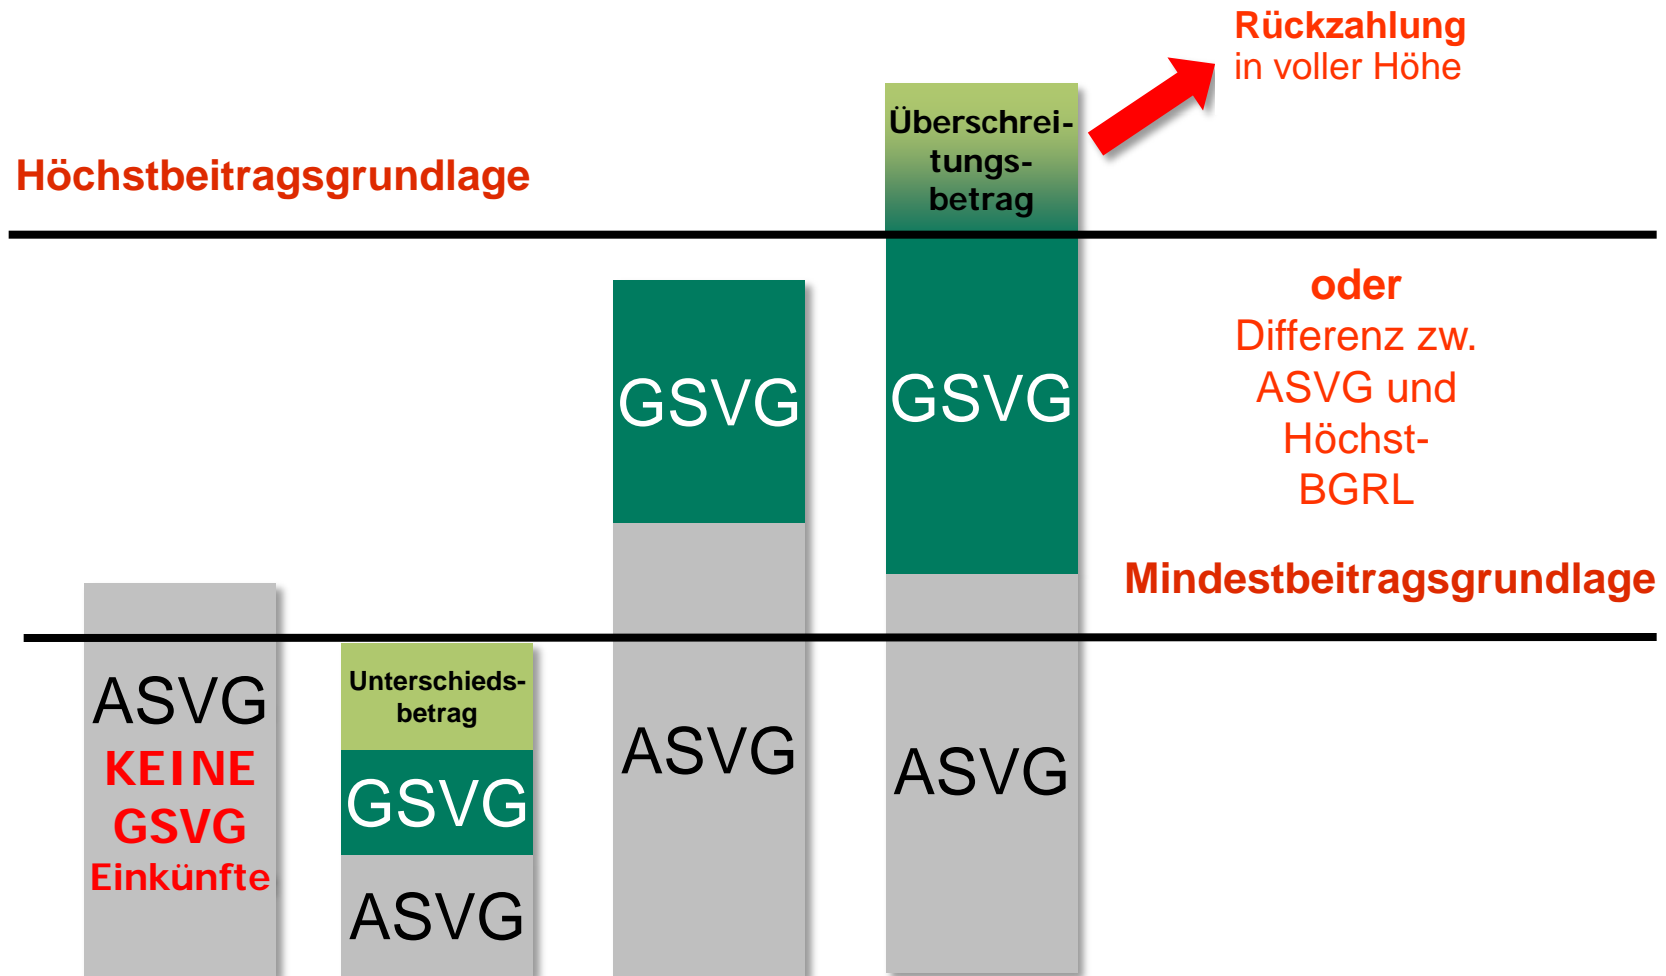 Rückzahlung
in voller Höhe
Überschrei-
tungs-
betrag
Höchstbeitragsgrundlage
oder
Differenz zw.
ASVG und
Höchst-
BGRL
GSVG
GSVG
Mindestbeitragsgrundlage
ASVG
KEINE
GSVG
Einkünfte
Unterschieds-
betrag
GSVG
ASVG
ASVG
ASVG